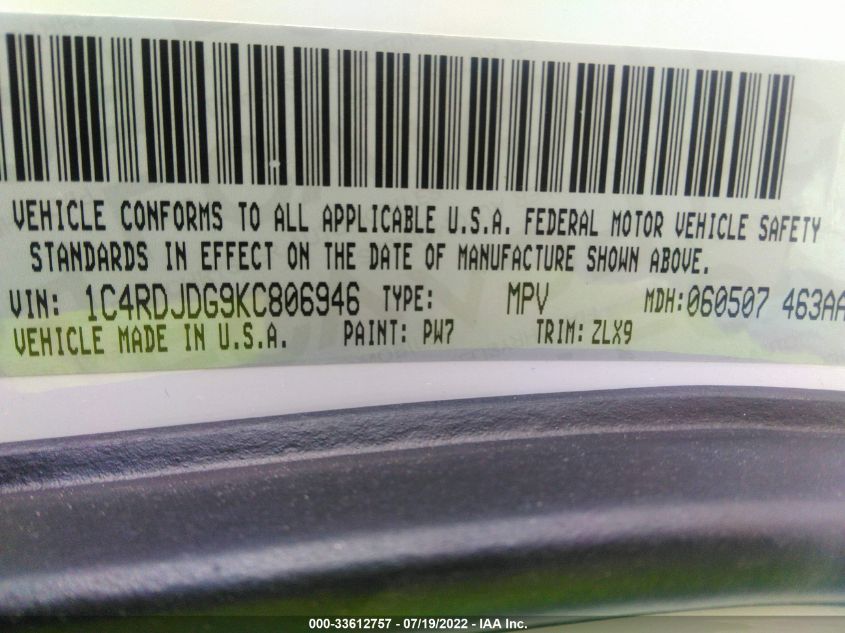 VEHICLE CONFORMS TO ALL APPLICABLE U.S.A. FEDERAL MOTOR VEHICLE SAFETY
STANDARDS IN EFFECT ON THE DATE OF MANUFACTURE SHOWN ABOVE.
VIN: 1C4RDJDG9KC806946 TYPE: MPV MDH:060507 463AA
VEHICLE MADE IN U.S.A. PAINT: PW7 TRIM: ZLX9
000-33612757 - 07/19/2022 - IAA Inc.